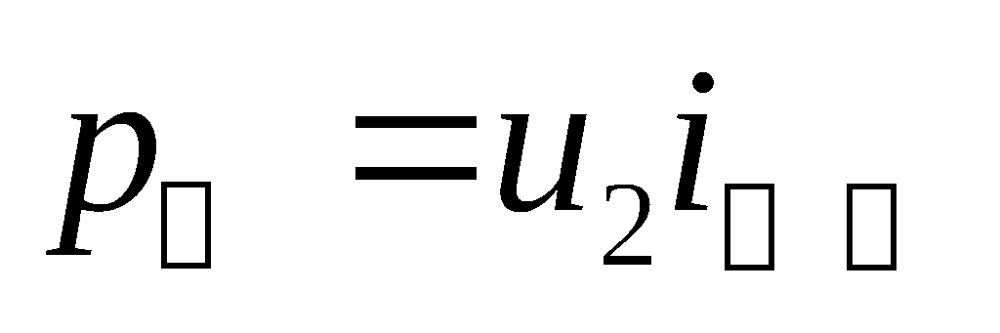 p▯ = u₂i▯ ▯